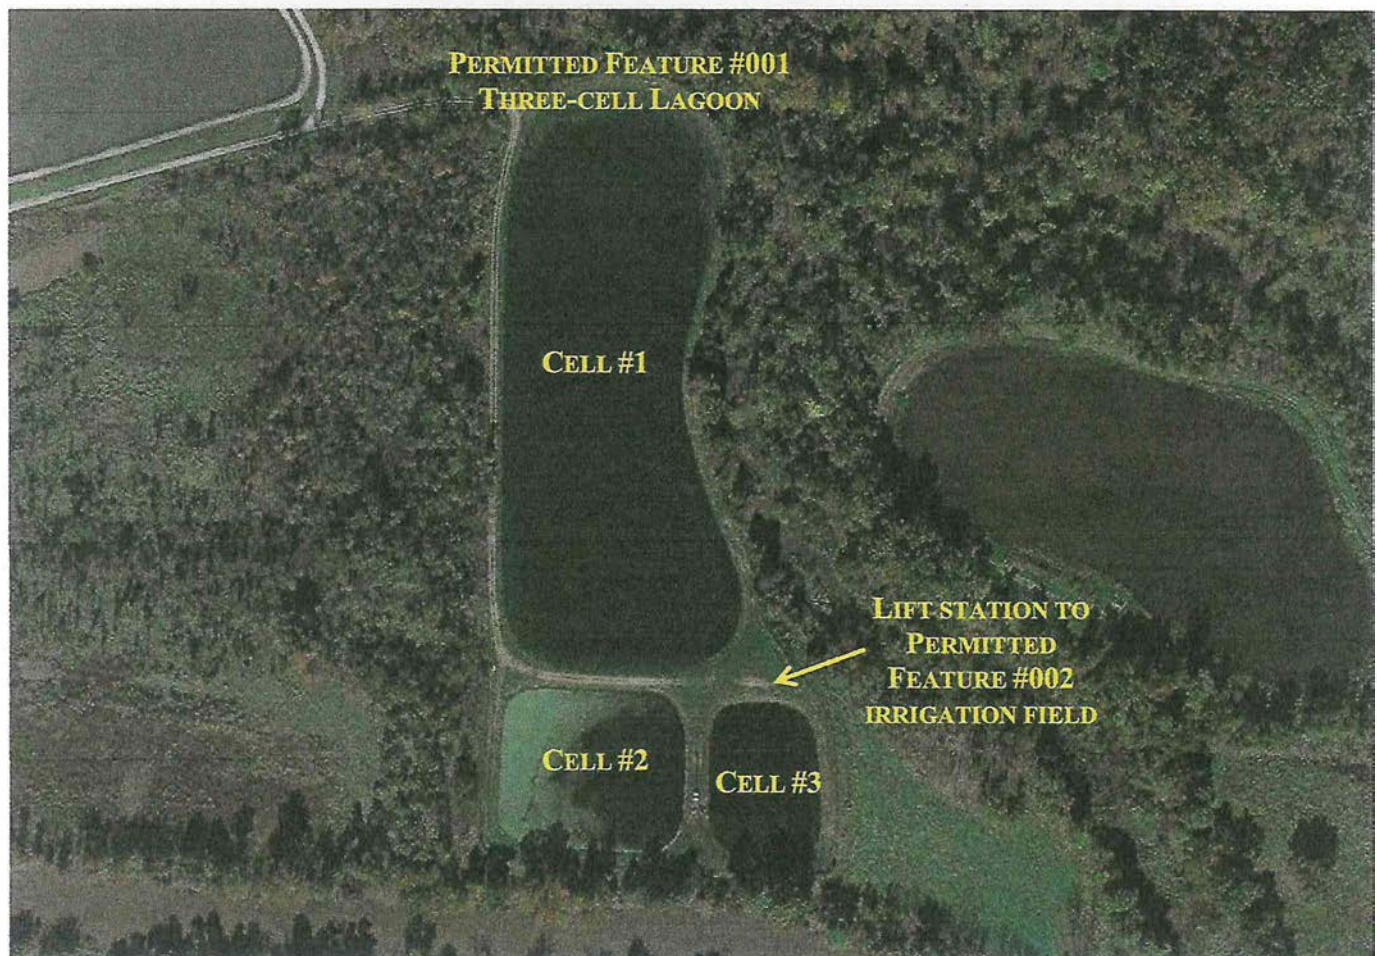 PERMITTED FEATURE #001
THREE-CELL LAGOON
CELL #1
LIFT STATION TO
PERMITTED
FEATURE #002
IRRIGATION FIELD
CELL #2
CELL #3